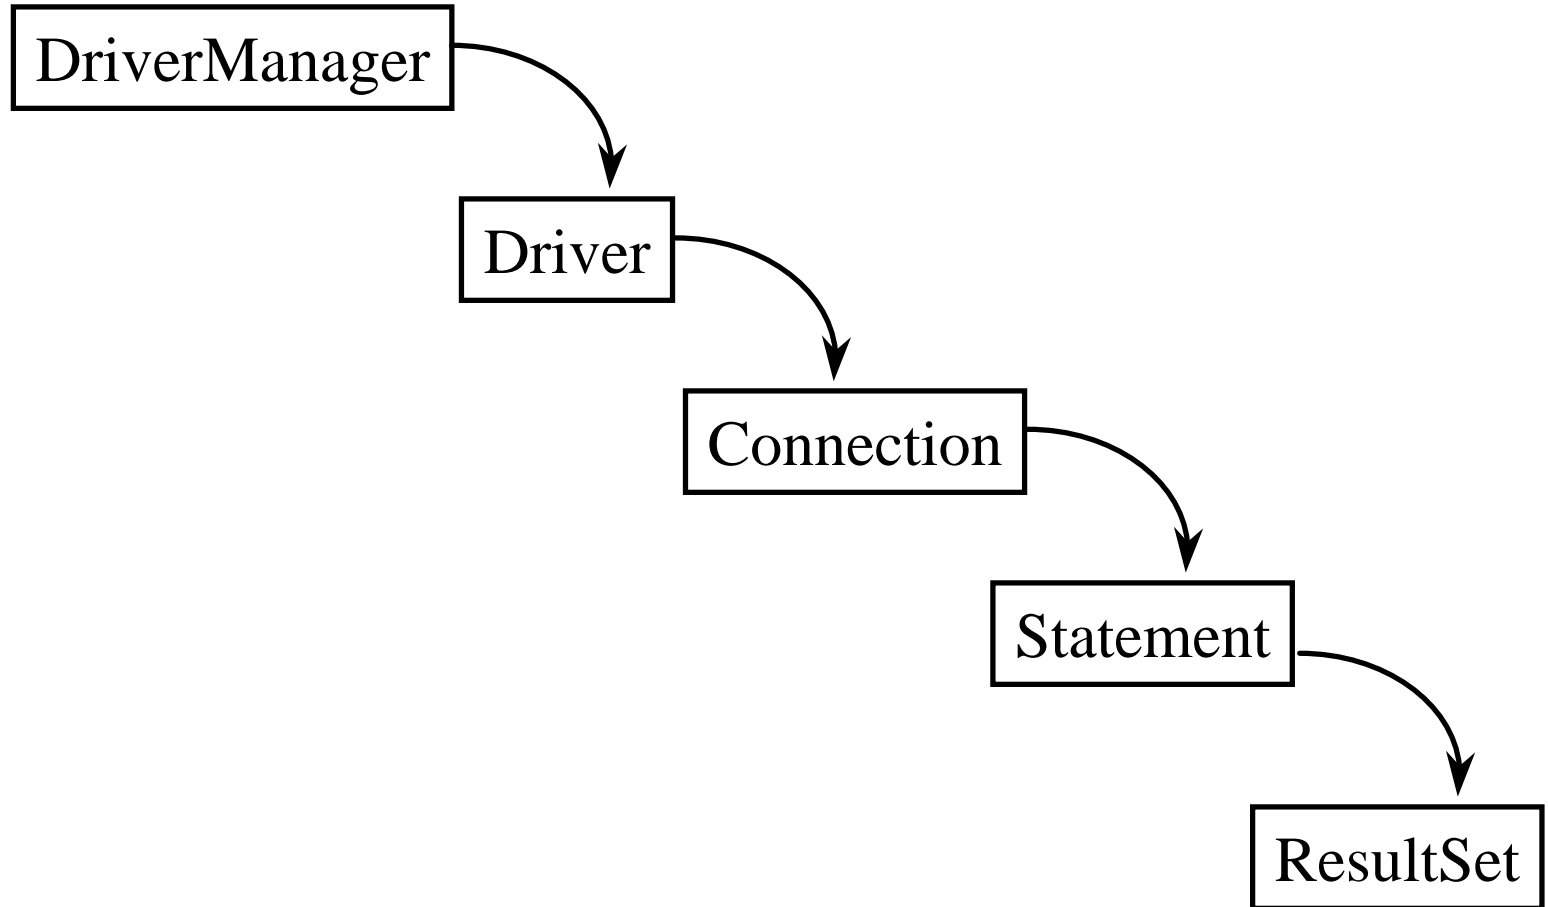 DriverManager
Driver
Connection
Statement
ResultSet